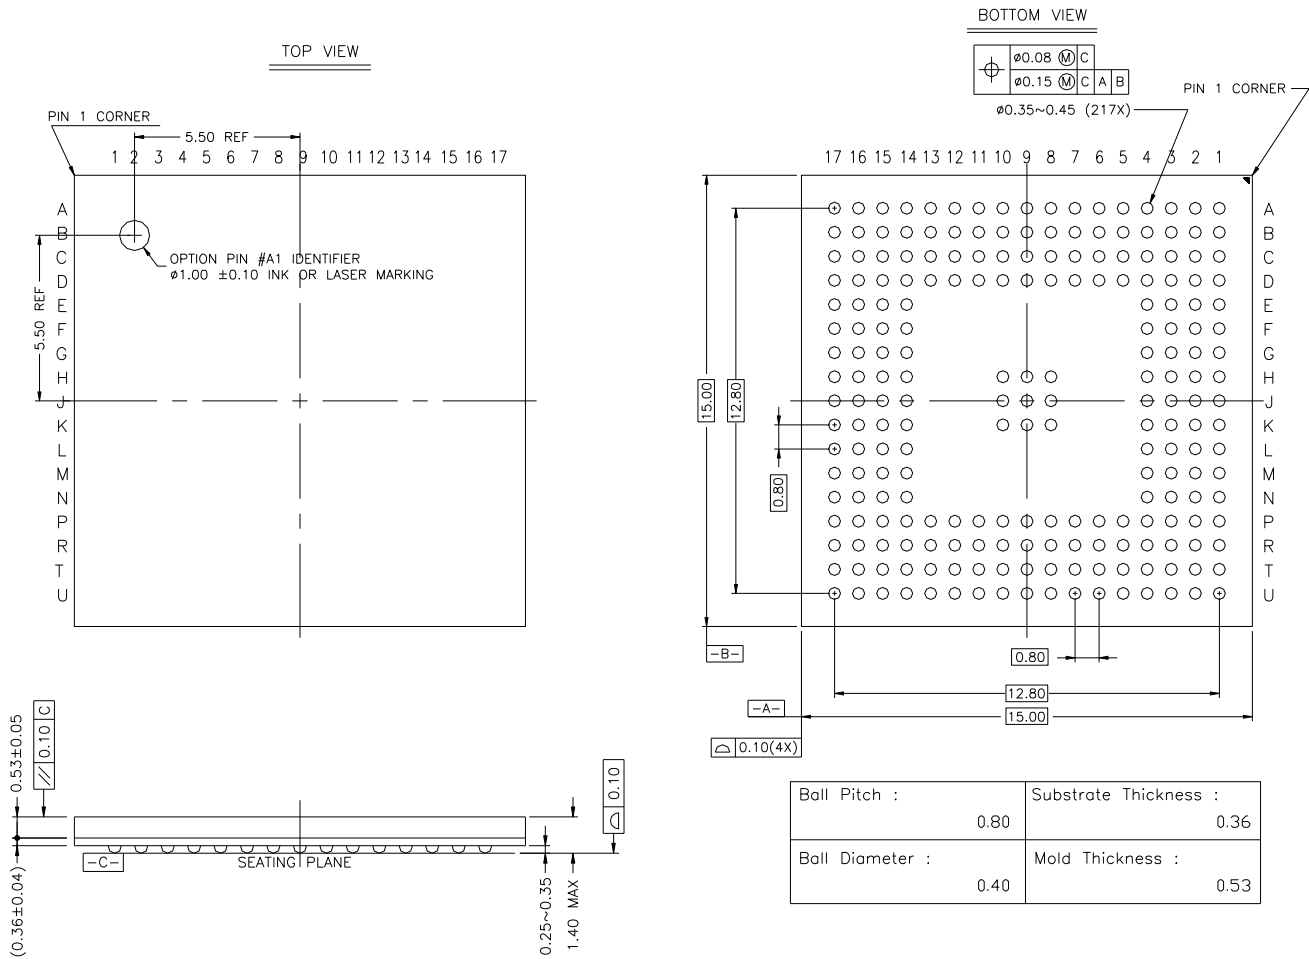 TOP VIEW
PIN 1 CORNER
5.50 REF
1 2 3 4 5 6 7 8 9 10 11 12 13 14 15 16 17
A
B
C
D
E
F
G
H
J
K
L
M
N
P
R
T
U
5.50 REF
OPTION PIN #A1 IDENTIFIER
ø1.00 ±0.10 INK OR LASER MARKING
BOTTOM VIEW
ø0.08 Ⓜ C
ø0.15 Ⓜ C A B
ø0.35~0.45 (217X)
PIN 1 CORNER
17 16 15 14 13 12 11 10 9 8 7 6 5 4 3 2 1
A
B
C
D
E
F
G
H
J
K
L
M
N
P
R
T
U
15.00
12.80
0.80
-B-
0.80
12.80
-A-
15.00
0.10(4X)
0.53±0.05
// 0.10 C
(0.36±0.04)
-C-
SEATING PLANE
0.25~0.35
1.40 MAX
0.10
Ball Pitch :
0.80
Substrate Thickness :
0.36
Ball Diameter :
0.40
Mold Thickness :
0.53